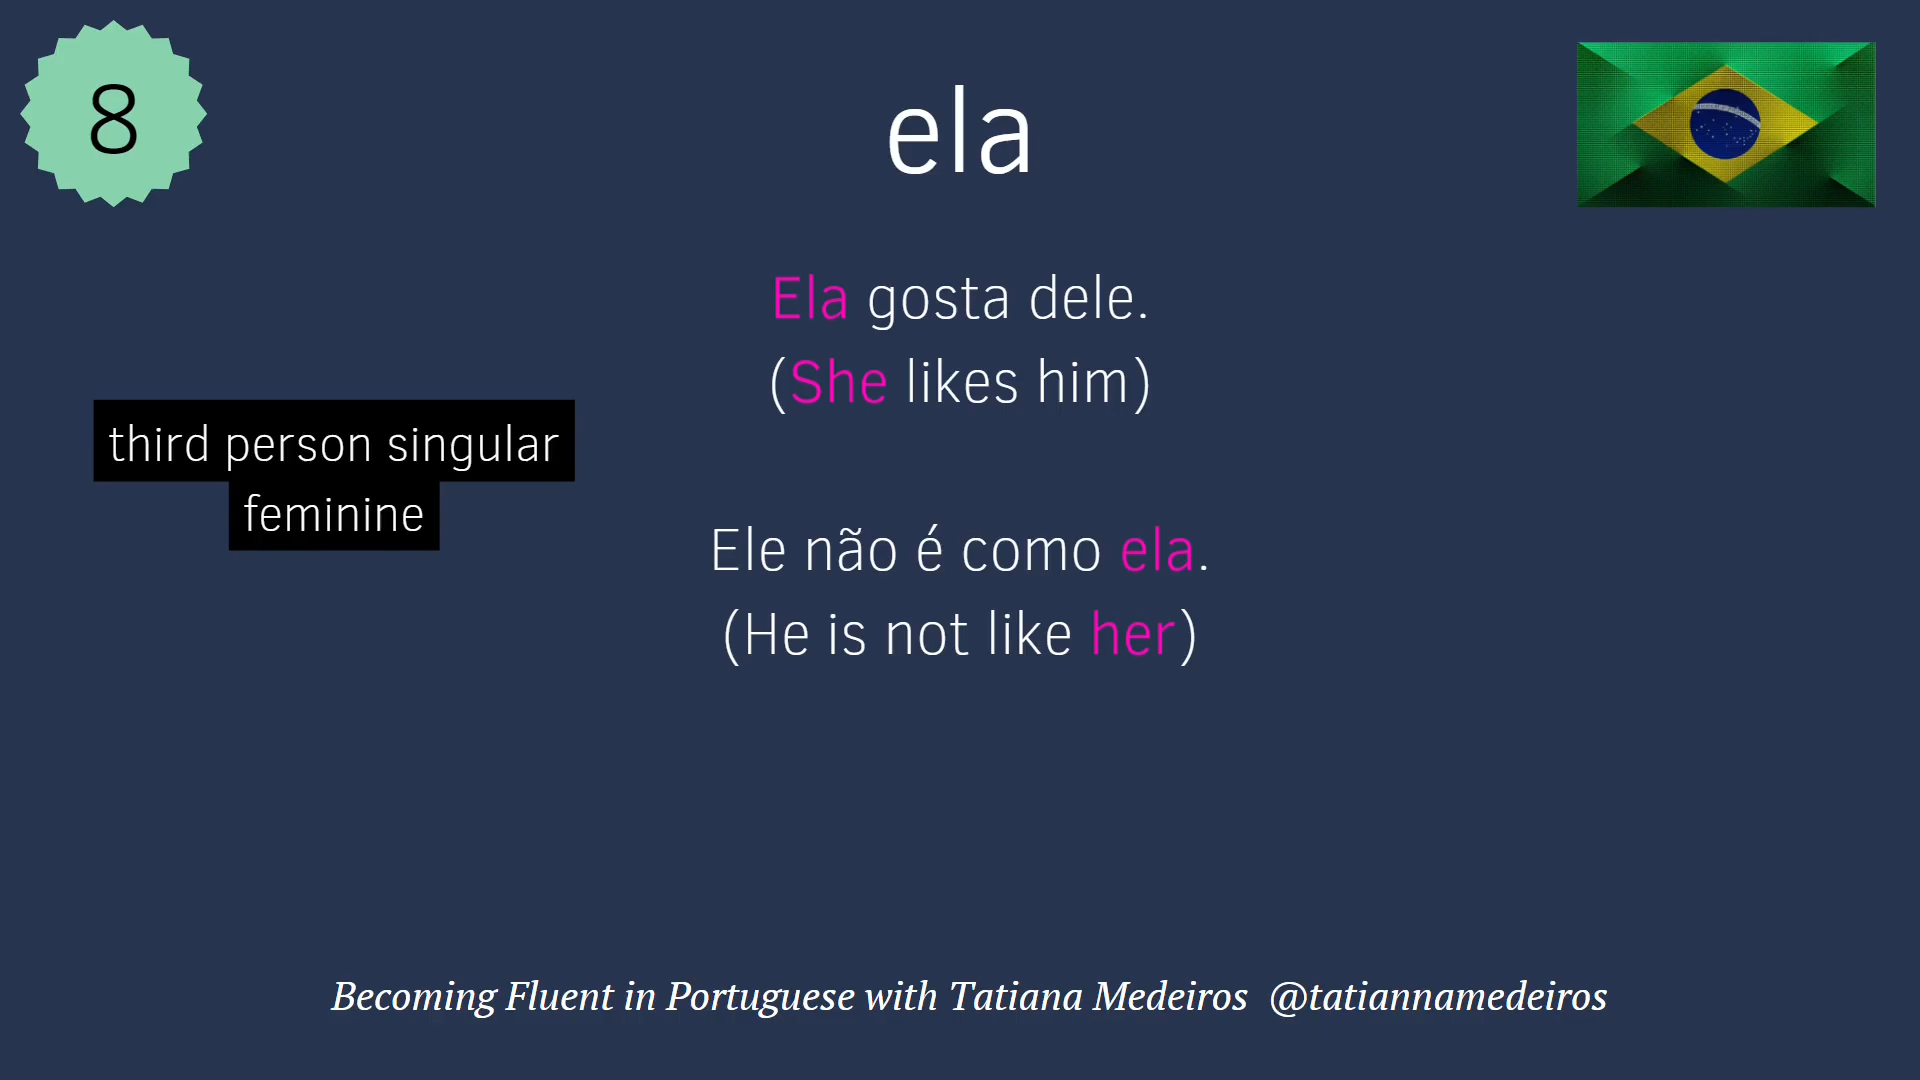 8
ela
Ela gosta dele.
(She likes him)
third person singular
feminine
Ele não é como ela.
(He is not like her)
Becoming Fluent in Portuguese with Tatiana Medeiros @tatiannamedeiros